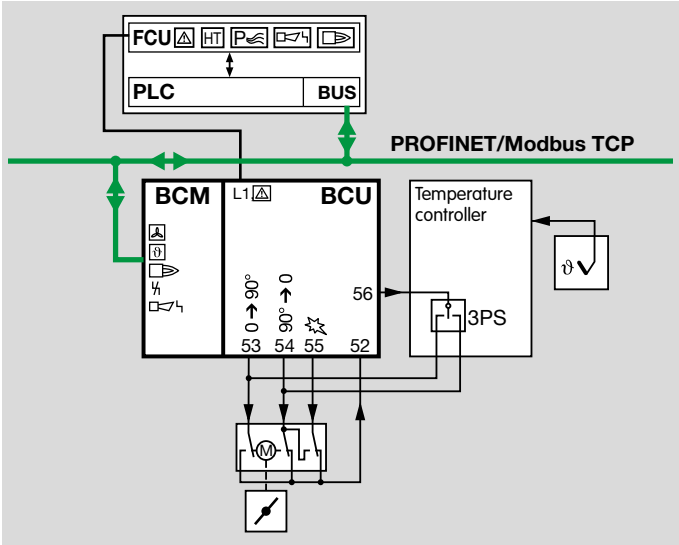 FCU HT P
PLC BUS
PROFINET/Modbus TCP
BCM L1 BCU
Temperature
controller
ϑ
ϑ
0 → 90°
90° → 0
56
3PS
53 54 55 52
M